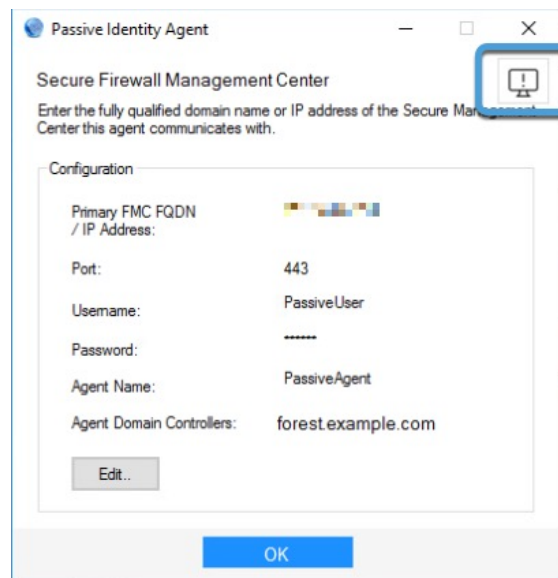 Passive Identity Agent
Secure Firewall Management Center
Enter the fully qualified domain name or IP address of the Secure Management
Center this agent communicates with.
Configuration
Primary FMC FQDN
/ IP Address:
Port: 443
Username: PassiveUser
Password: ••••••
Agent Name: PassiveAgent
Agent Domain Controllers: forest.example.com
Edit..
OK